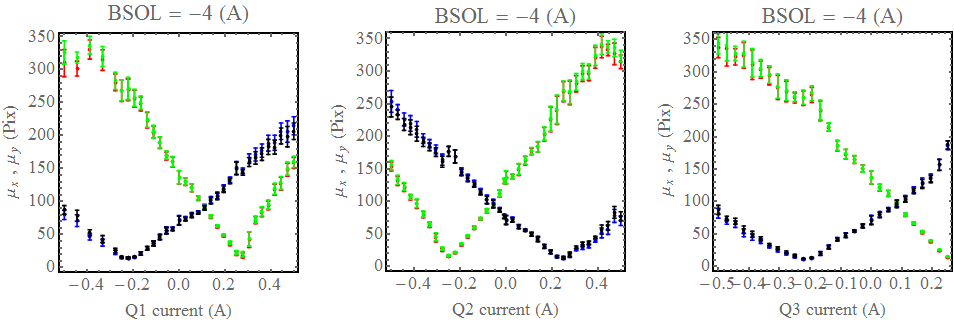 BSOL = −4 (A)
μx , μy (Pix)
350
300
250
200
150
100
50
0
−0.4 −0.2 0.0 0.2 0.4
Q1 current (A)
BSOL = −4 (A)
μx , μy (Pix)
350
300
250
200
150
100
50
0
−0.4 −0.2 0.0 0.2 0.4
Q2 current (A)
BSOL = −4 (A)
μx , μy (Pix)
350
300
250
200
150
100
50
0
−0.5 −0.4 −0.3 −0.2 −0.1 0.0 0.1 0.2
Q3 current (A)